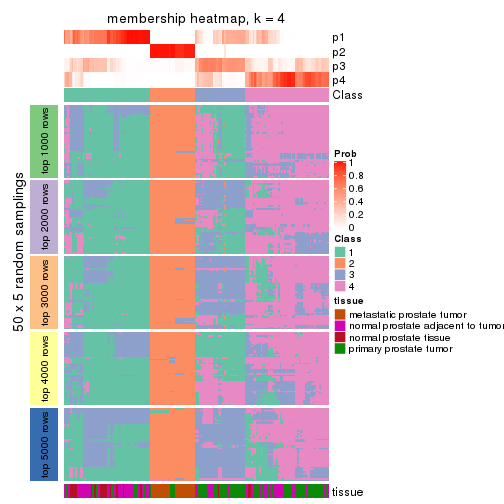 membership heatmap, k = 4
p1
p2
p3
p4
Class
50 x 5 random samplings
top 1000 rows
top 2000 rows
top 3000 rows
top 4000 rows
top 5000 rows
Prob
1
0.8
0.6
0.4
0.2
0
Class
1
2
3
4
tissue
metastatic prostate tumor
normal prostate adjacent to tumor
normal prostate tissue
primary prostate tumor
tissue